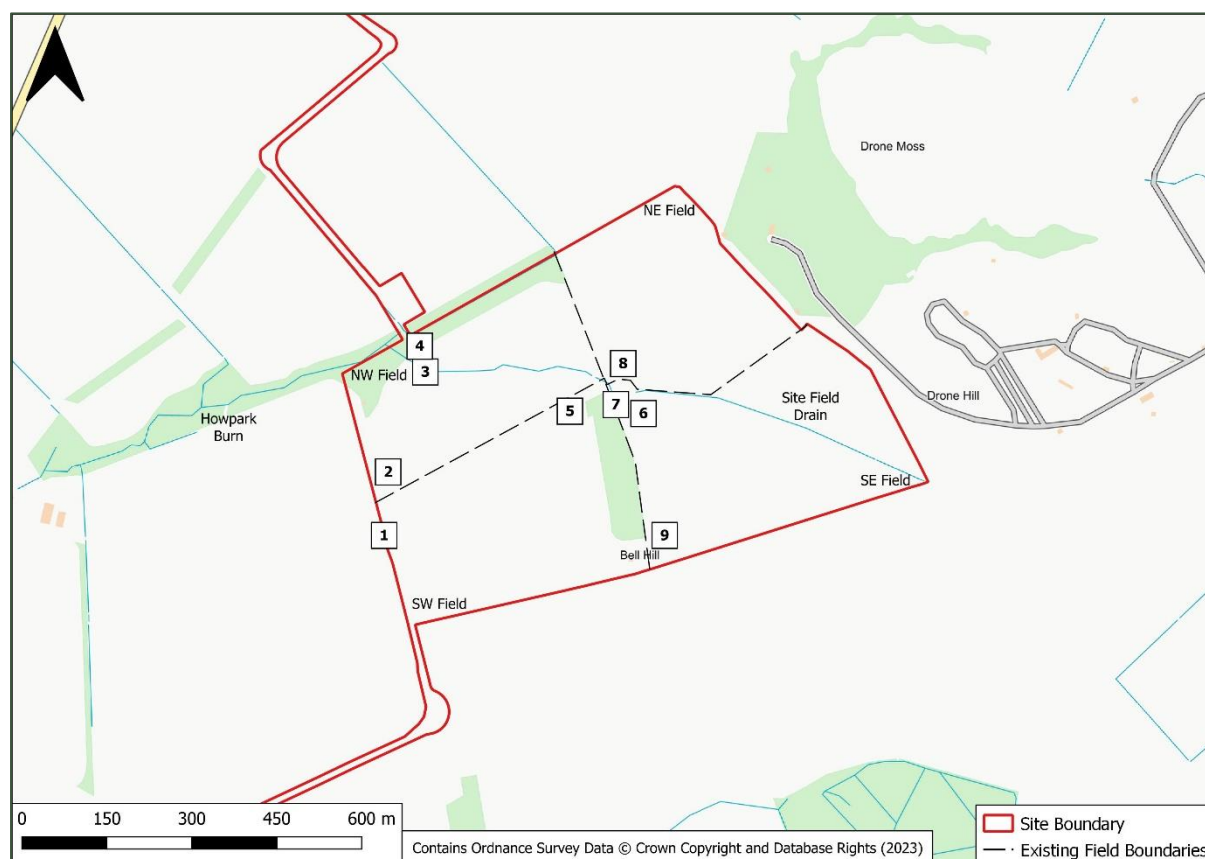 Drone Moss
NE Field
4
3
NW Field
8
Howpark
Burn
5
7
6
Site Field
Drain
Drone Hill
2
SE Field
1
9
Bell Hill
SW Field
0 150 300 450 600 m
Contains Ordnance Survey Data © Crown Copyright and Database Rights (2023)
Site Boundary
Existing Field Boundaries